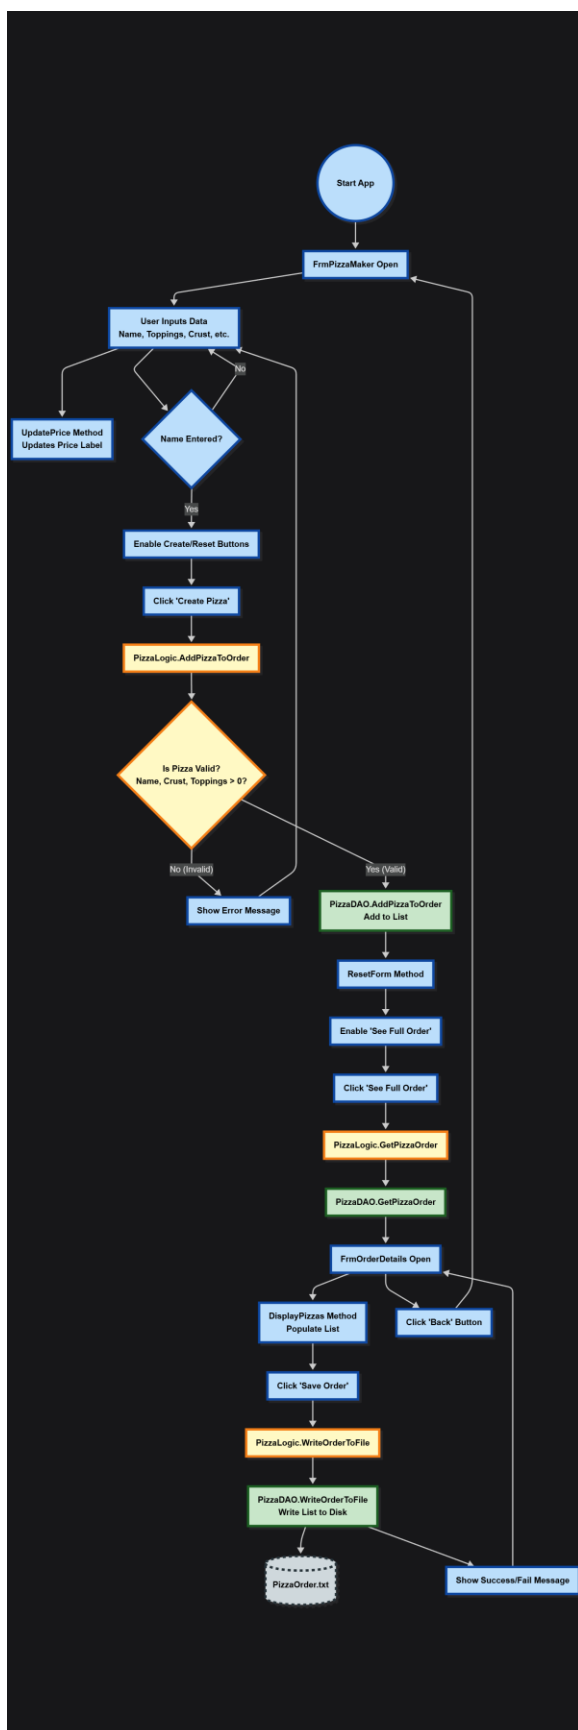 Start App
FrmPizzaMaker Open
User Inputs Data
Name, Toppings, Crust, etc.
No
UpdatePrice Method
Updates Price Label
Name Entered?
Yes
Enable Create/Reset Buttons
Click 'Create Pizza'
PizzaLogic.AddPizzaToOrder
Is Pizza Valid?
Name, Crust, Toppings > 0?
No (Invalid)
Yes (Valid)
Show Error Message
PizzaDAO.AddPizzaToOrder
Add to List
ResetForm Method
Enable 'See Full Order'
Click 'See Full Order'
PizzaLogic.GetPizzaOrder
PizzaDAO.GetPizzaOrder
FrmOrderDetails Open
DisplayPizzas Method
Populate List
Click 'Back' Button
Click 'Save Order'
PizzaLogic.WriteOrderToFile
PizzaDAO.WriteOrderToFile
Write List to Disk
PizzaOrder.txt
Show Success/Fail Message